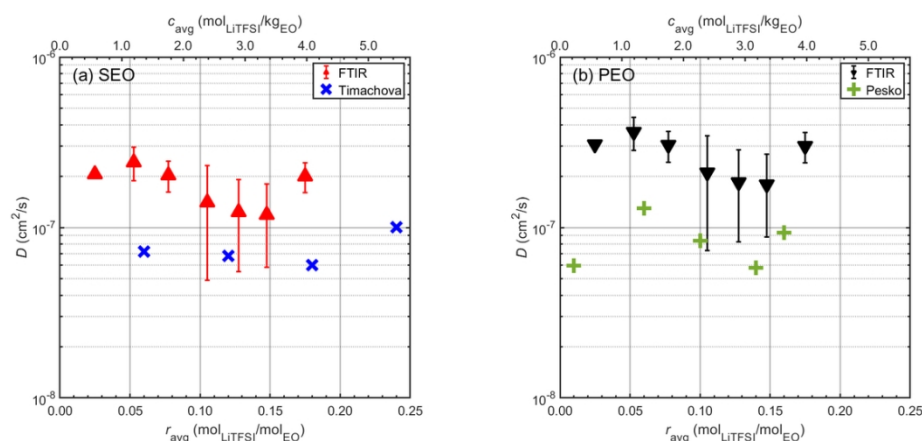 c_avg (mol_LiTFSI/kg_EO)
0.0 1.0 2.0 3.0 4.0 5.0
10^-6
(a) SEO
FTIR
Timachova
D (cm²/s)
10^-7
10^-8
0.00 0.05 0.10 0.15 0.20 0.25
r_avg (mol_LiTFSI/mol_EO)
c_avg (mol_LiTFSI/kg_EO)
0.0 1.0 2.0 3.0 4.0 5.0
10^-6
(b) PEO
FTIR
Pesko
D (cm²/s)
10^-7
10^-8
0.00 0.05 0.10 0.15 0.20 0.25
r_avg (mol_LiTFSI/mol_EO)